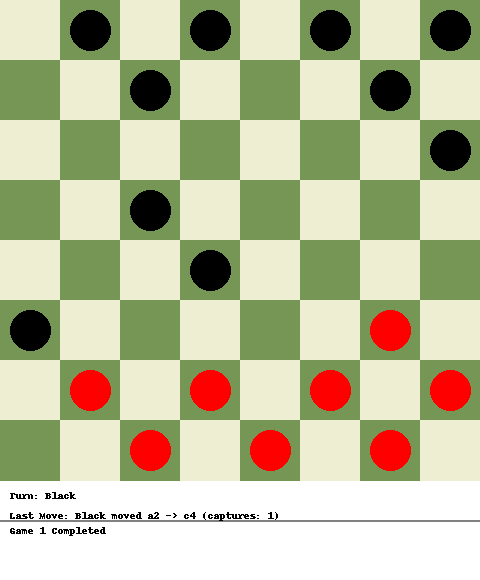 Turn: Black
Last Move: Black moved a2 -> c4 (captures: 1)
Game 1 Completed